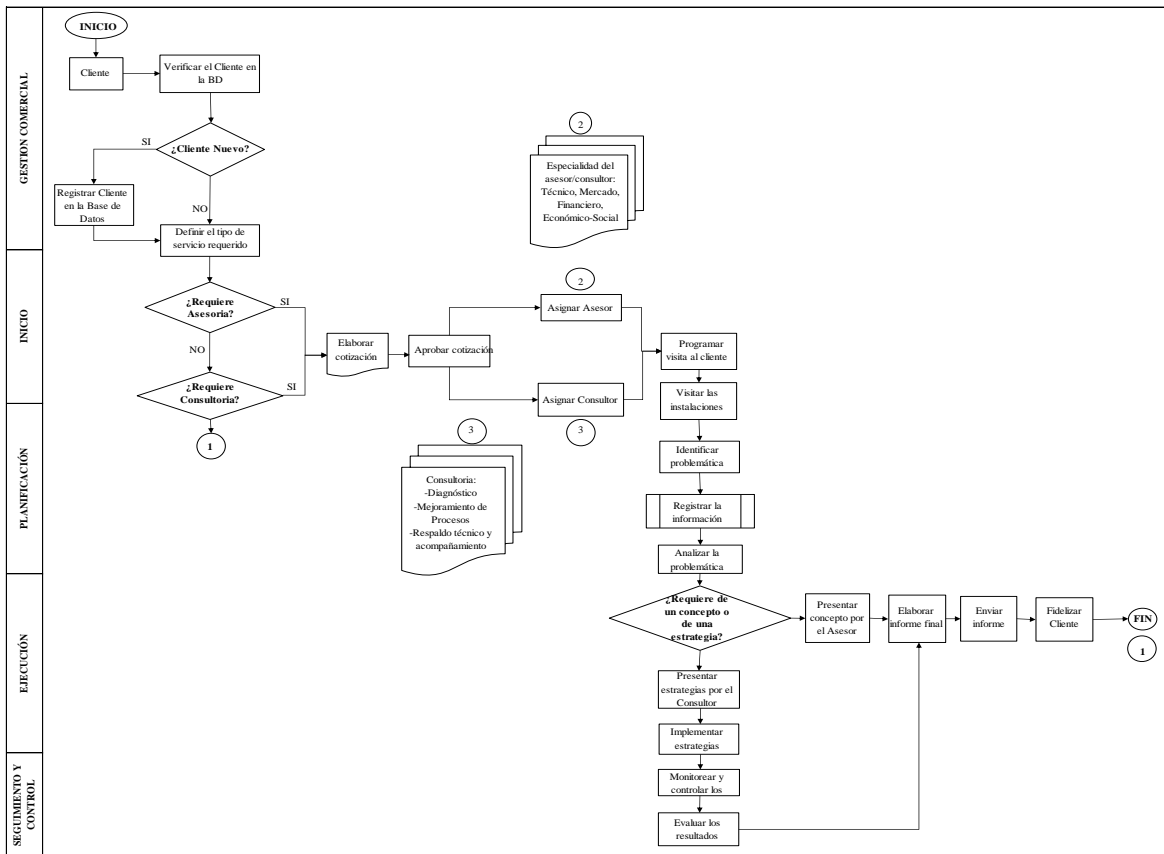 GESTION COMERCIAL
INICIO
Cliente
Verificar el Cliente en
la BD
¿Cliente Nuevo?
SI
NO
Registrar Cliente
en la Base de
Datos
Definir el tipo de
servicio requerido
2
Especialidad del
asesor/consultor:
Técnico, Mercado,
Financiero,
Económico-Social
INICIO
¿Requiere
Asesoria?
SI
NO
¿Requiere
Consultoria?
SI
1
Elaborar
cotización
Aprobar cotización
2
Asignar Asesor
Asignar Consultor
3
Programar
visita al cliente
Visitar las
instalaciones
PLANIFICACIÓN
3
Consultoria:
-Diagnóstico
-Mejoramiento de
Procesos
-Respaldo técnico y
acompañamiento
Identificar
problemática
Registrar la
información
Analizar la
problemática
EJECUCIÓN
¿Requiere de
un concepto o
de una
estrategia?
Presentar
concepto por
el Asesor
Elaborar
informe final
Enviar
informe
Fidelizar
Cliente
FIN
1
Presentar
estrategias por el
Consultor
Implementar
estrategias
SEGUIMIENTO Y
CONTROL
Monitorear y
controlar los
Evaluar los
resultados